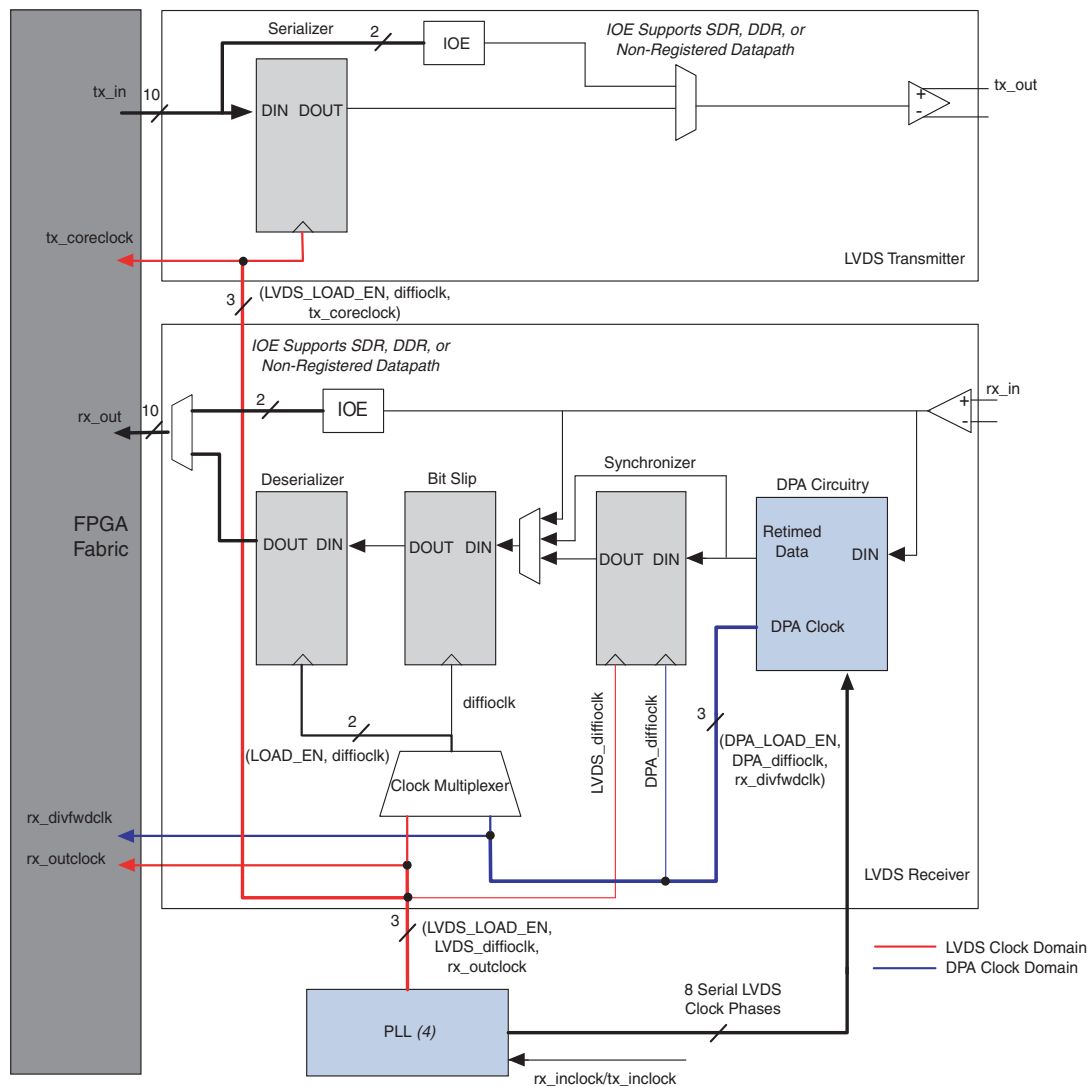 Serializer
2
IOE
IOE Supports SDR, DDR, or
Non-Registered Datapath
tx_in
10
DIN DOUT
+
-
tx_out
tx_coreclock
LVDS Transmitter
3
(LVDS_LOAD_EN, diffioclk,
tx_coreclock)
IOE Supports SDR, DDR, or
Non-Registered Datapath
rx_out
10
2
IOE
+
-
rx_in
FPGA
Fabric
Deserializer
DOUT DIN
Bit Slip
DOUT DIN
Synchronizer
DOUT DIN
DPA Circuitry
Retimed
Data
DIN
DPA Clock
2
(LOAD_EN, diffioclk)
diffioclk
LVDS_diffioclk
DPA_diffioclk
3
(DPA_LOAD_EN,
DPA_diffioclk,
rx_divfwdclk)
Clock Multiplexer
rx_divfwdclk
rx_outclock
LVDS Receiver
3
(LVDS_LOAD_EN,
LVDS_diffioclk,
rx_outclock
LVDS Clock Domain
DPA Clock Domain
8 Serial LVDS
Clock Phases
PLL (4)
rx_inclock/tx_inclock